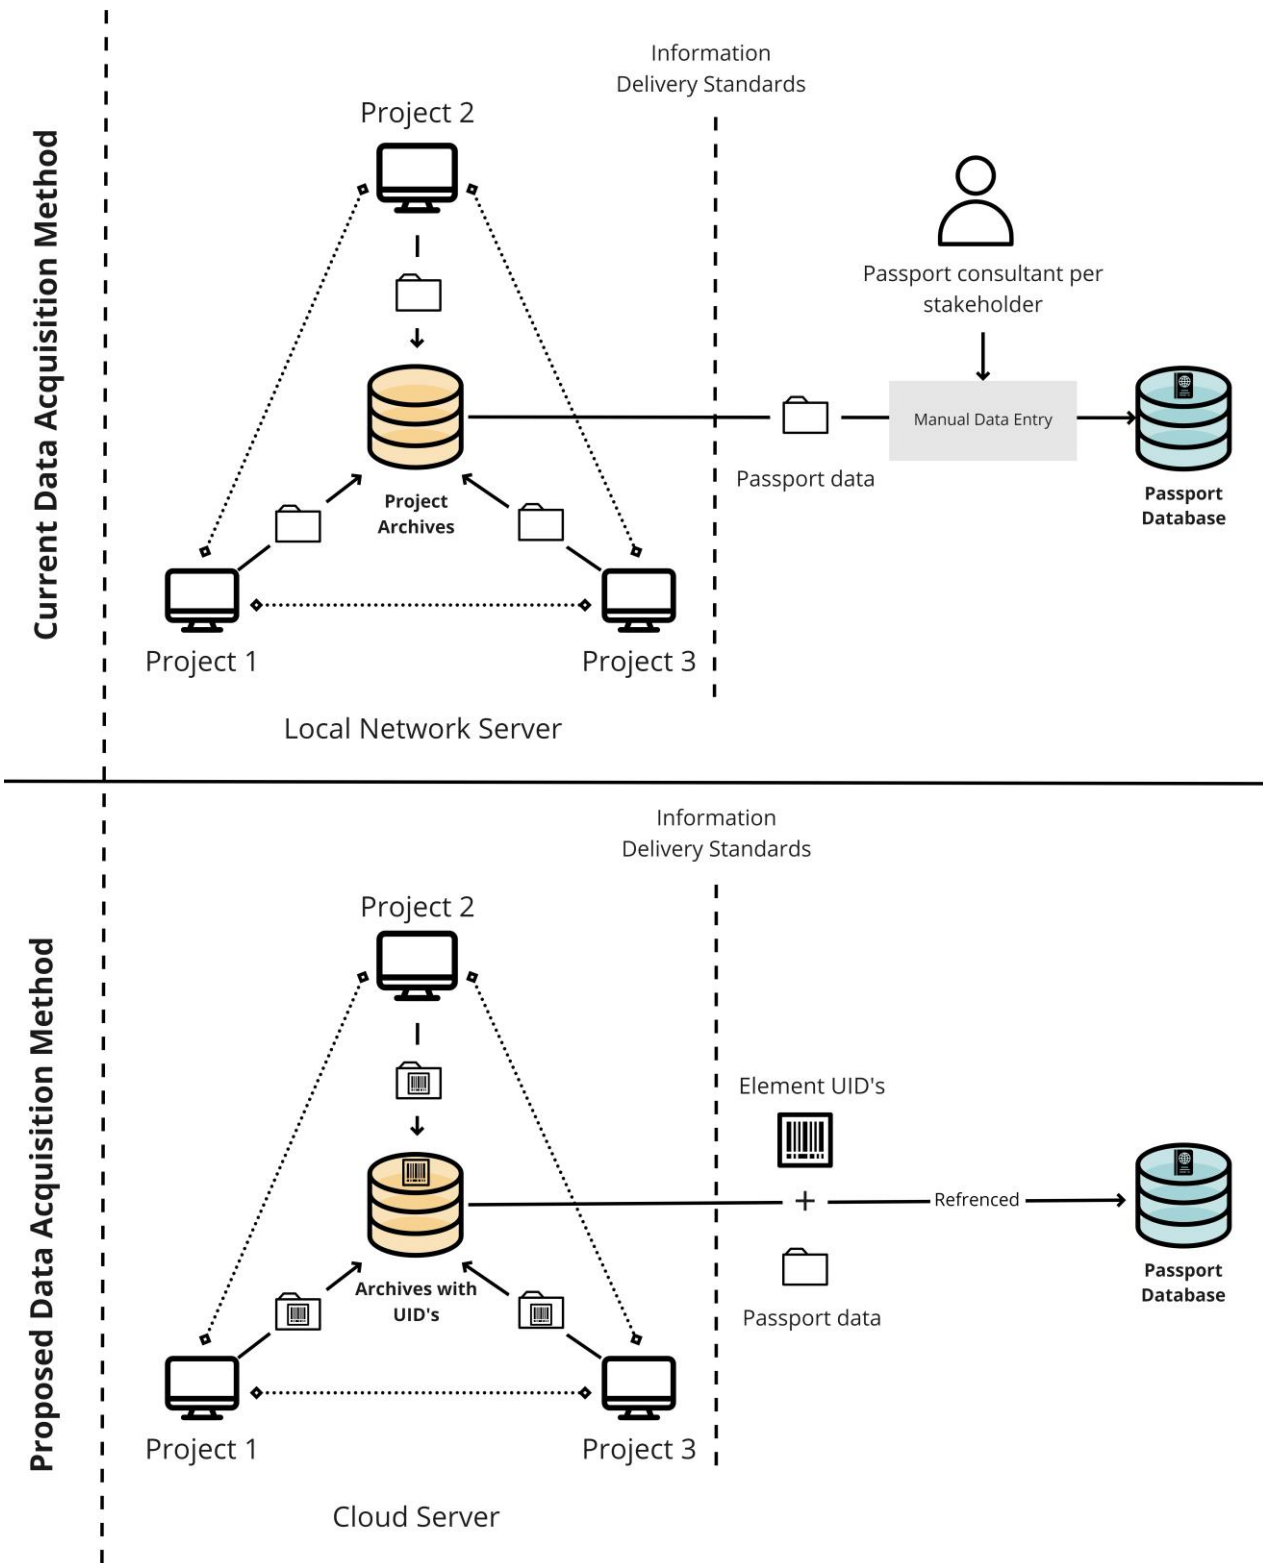 Current Data Acquisition Method
Information
Delivery Standards
Project 2
Passport consultant per
stakeholder
Manual Data Entry
Project
Archives
Passport data
Passport
Database
Project 1
Project 3
Local Network Server
Proposed Data Acquisition Method
Information
Delivery Standards
Project 2
Element UID's
+
Refrenced
Archives with
UID's
Passport data
Passport
Database
Project 1
Project 3
Cloud Server